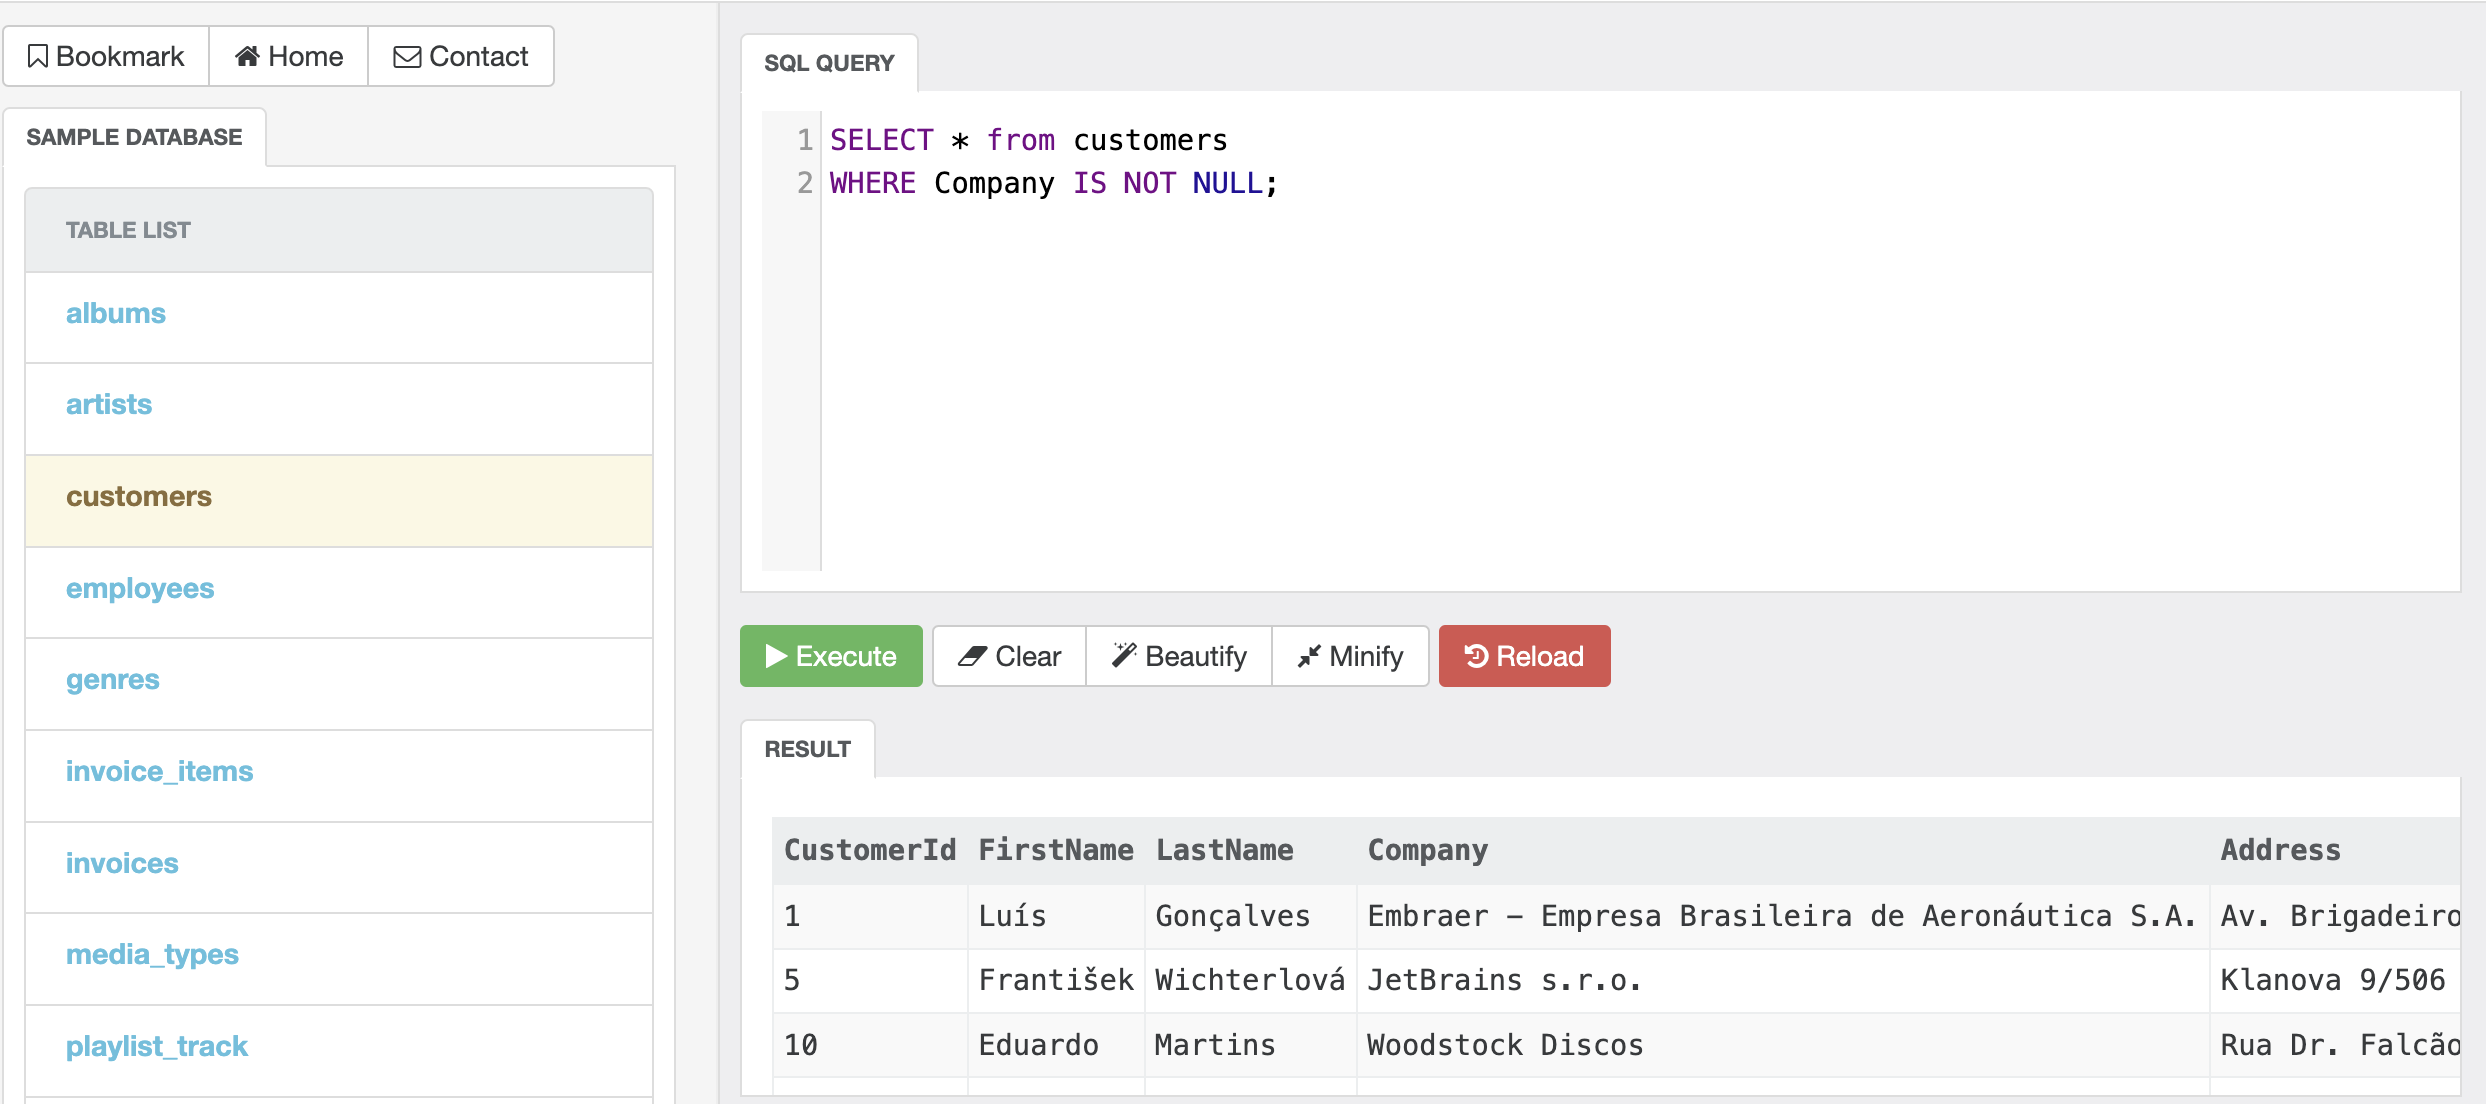 Bookmark Home Contact
SAMPLE DATABASE
TABLE LIST
albums
artists
customers
employees
genres
invoice_items
invoices
media_types
playlist_track
SQL QUERY
1 SELECT * from customers
2 WHERE Company IS NOT NULL;
Execute Clear Beautify Minify Reload
RESULT
CustomerId FirstName LastName Company Address
1 Luís Gonçalves Embraer – Empresa Brasileira de Aeronáutica S.A. Av. Brigadeiro
5 František Wichterlová JetBrains s.r.o. Klanova 9/506
10 Eduardo Martins Woodstock Discos Rua Dr. Falcão